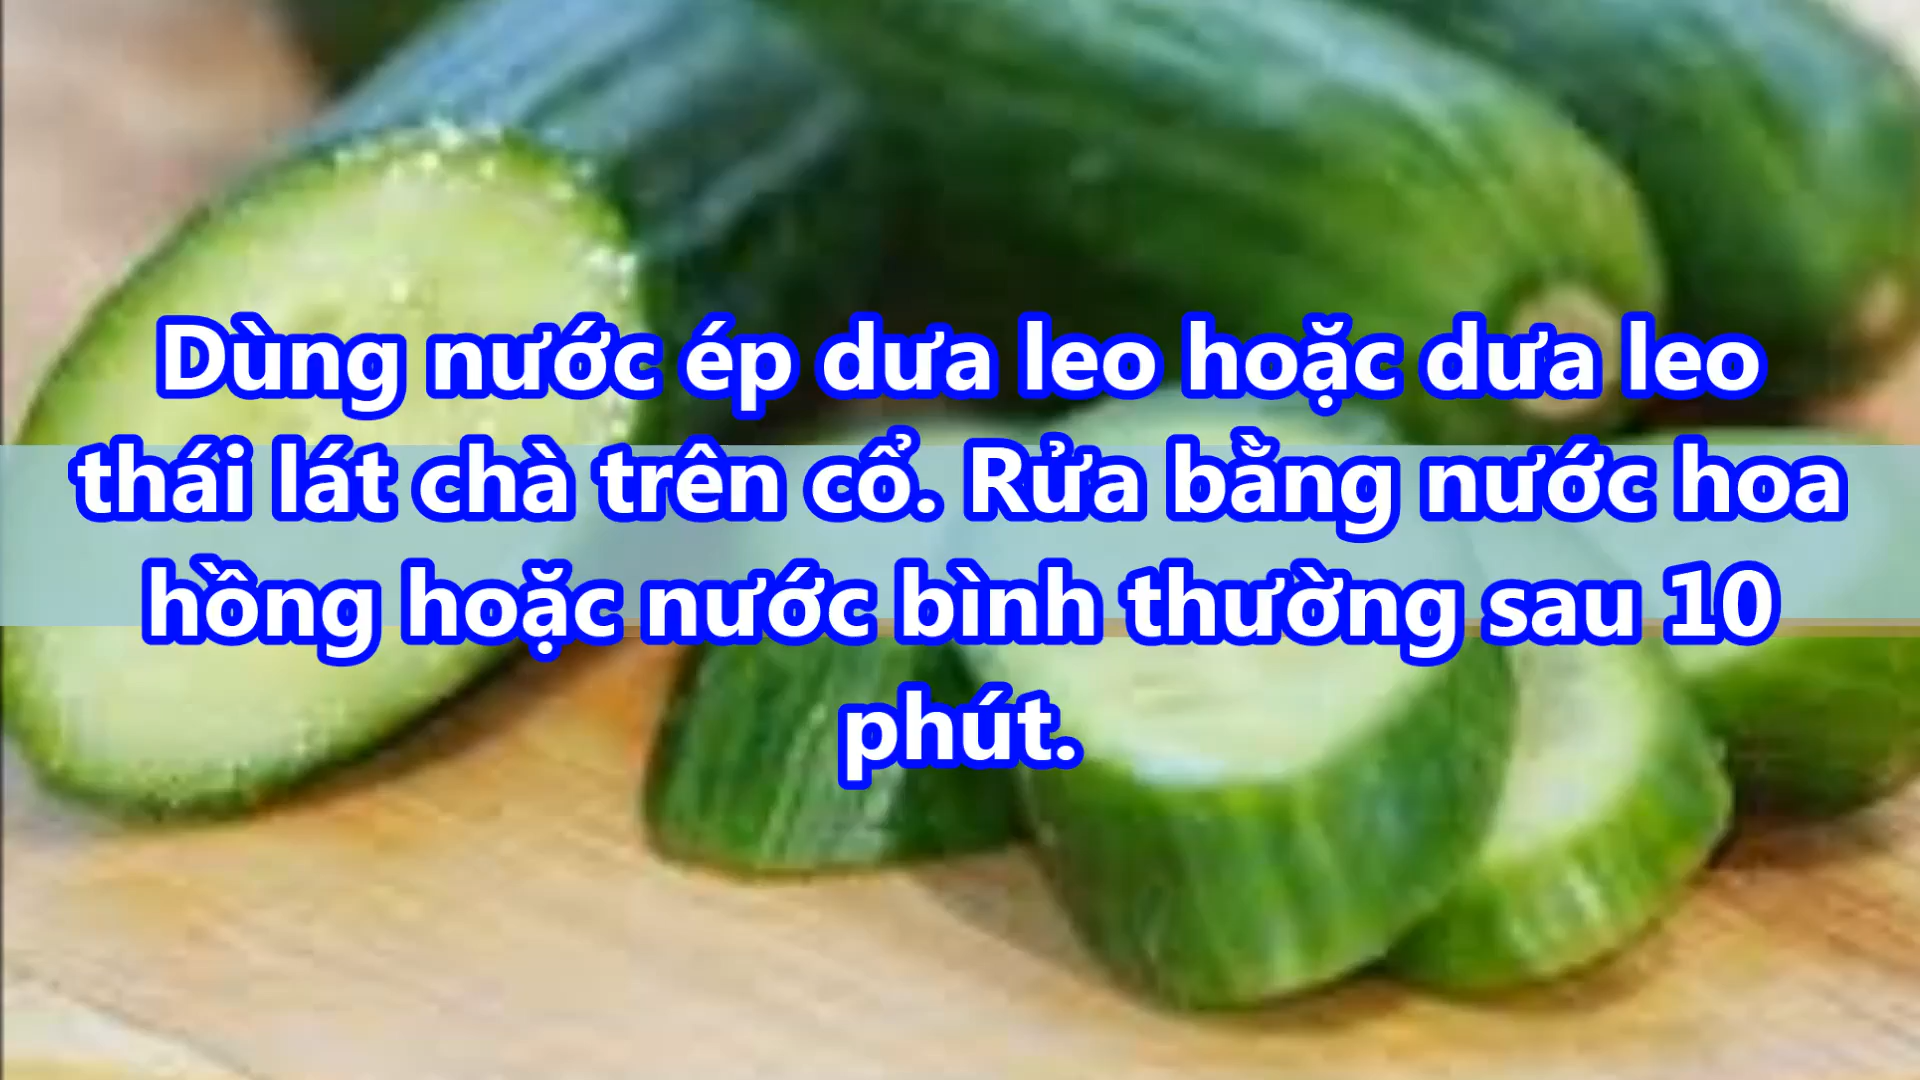 Dùng nước ép dưa leo hoặc dưa leo
thái lát chà trên cổ. Rửa bằng nước hoa
hồng hoặc nước bình thường sau 10
phút.